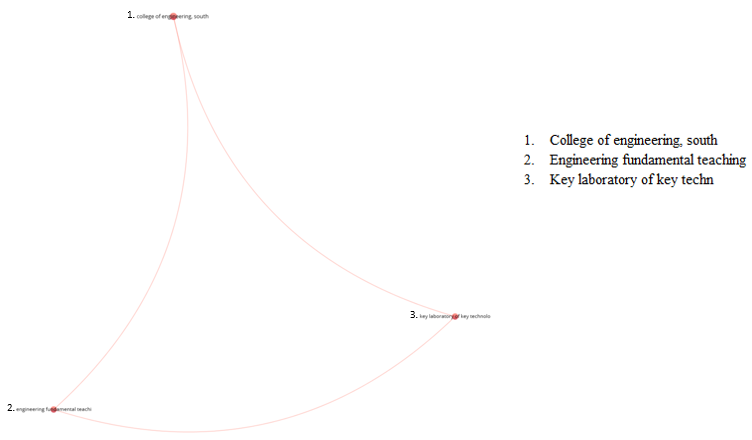 1. college of engineering, south
1. College of engineering, south
2. Engineering fundamental teaching
3. Key laboratory of key techn
3. key laboratory of key technolo
2. engineering fundamental teachi